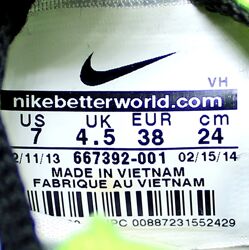 VH
nikebetterworld.com
US UK EUR cm
7 4.5 38 24
/11/13 667392-001 02/15/14
MADE IN VIETNAM
FABRIQUE AU VIETNAM
PC 00887231552429